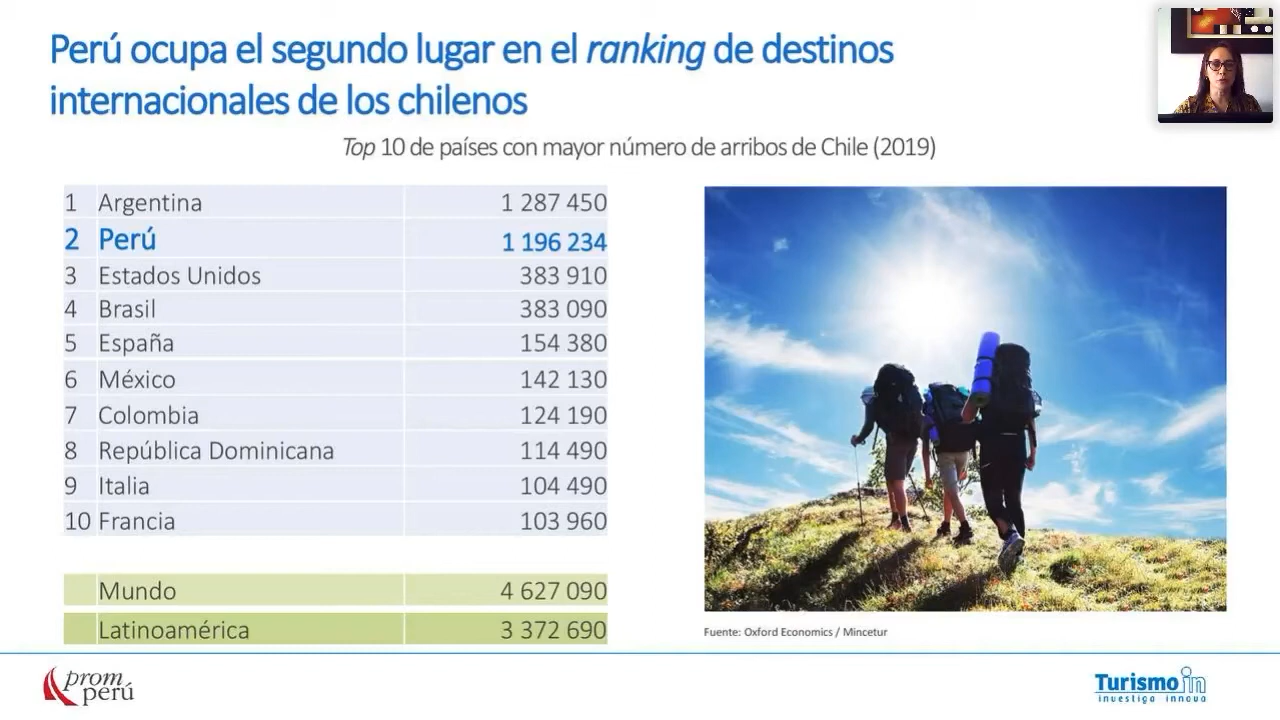 Perú ocupa el segundo lugar en el ranking de destinos
internacionales de los chilenos
Top 10 de países con mayor número de arribos de Chile (2019)
1 Argentina 1 287 450
2 Perú 1 196 234
3 Estados Unidos 383 910
4 Brasil 383 090
5 España 154 380
6 México 142 130
7 Colombia 124 190
8 República Dominicana 114 490
9 Italia 104 490
10 Francia 103 960
Mundo 4 627 090
Latinoamérica 3 372 690
Fuente: Oxford Economics / Mincetur
prom
perú
Turismo in
investiga innova